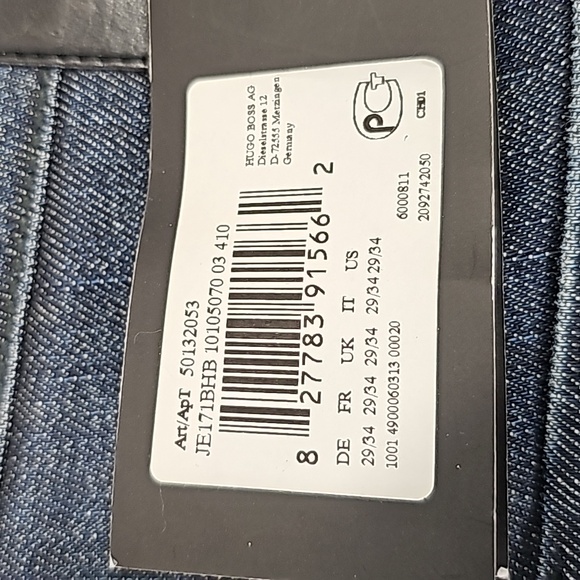 Art/Apт 50132053
JE171BHB 10105070 03 410
HUGO BOSS AG
Dieselstrasse 12
D-72555 Metzingen
Germany
8 27783 91566 2
DE FR UK IT US
29/34 29/34 29/34 29/34 29/34
1001 4900060313 00020
6000811
2092742050
PCT
CH01